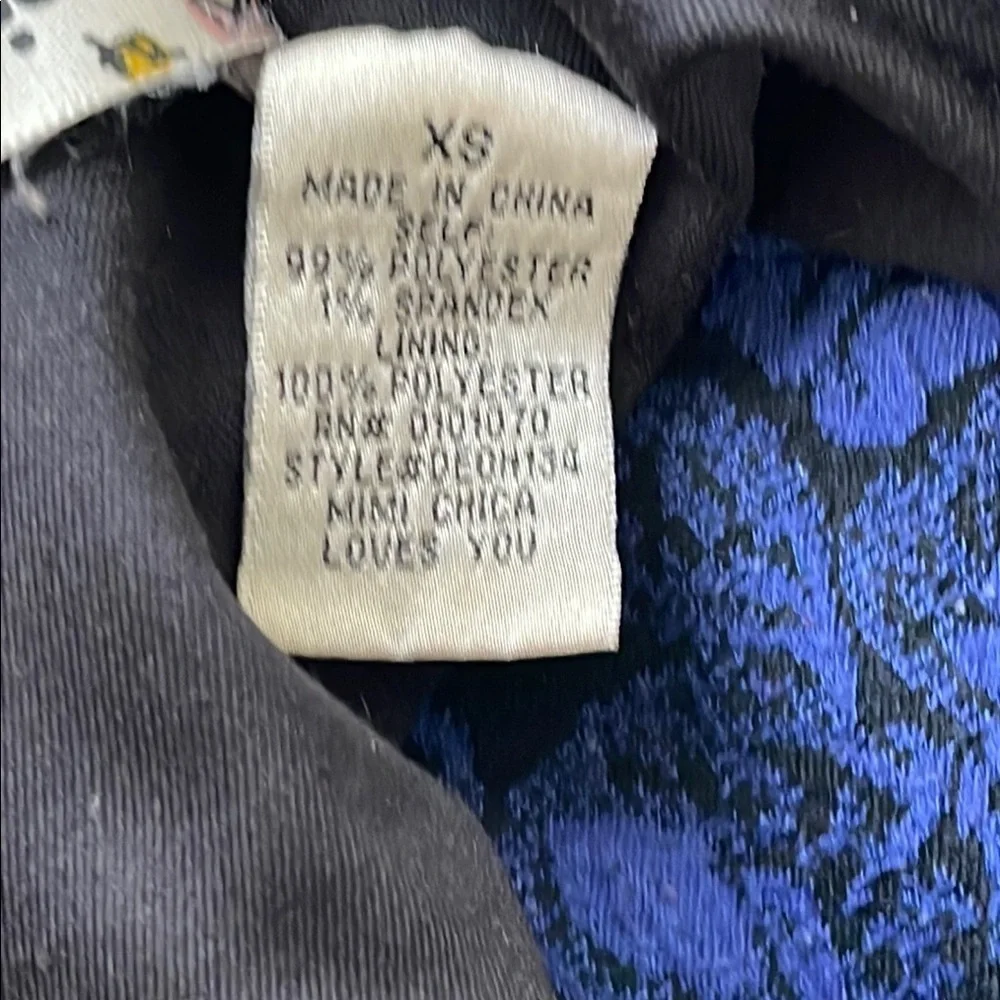 XS
MADE IN CHINA
SELF:
99% POLYESTER
1% SPANDEX
LINING:
100% POLYESTER
RN# 0101070
STYLE#DEOH134
MIMI CHICA
LOVES YOU